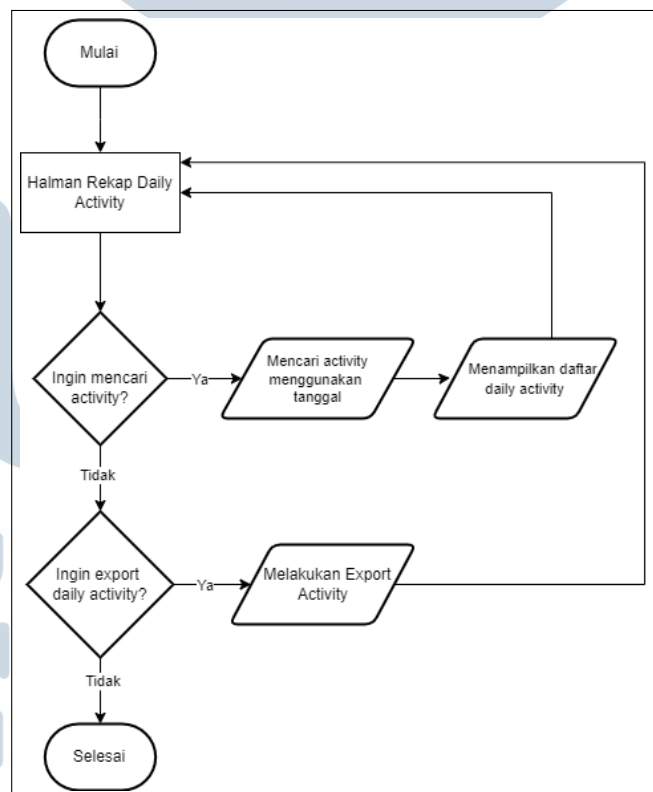 Mulai
Halman Rekap Daily
Activity
Ingin mencari
activity?
Ya
Mencari activity
menggunakan
tanggal
Menampilkan daftar
daily activity
Tidak
Ingin export
daily activity?
Ya
Melakukan Export
Activity
Tidak
Selesai